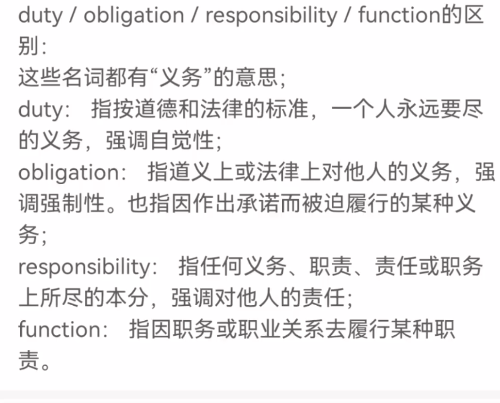 duty / obligation / responsibility / function的区
别：
这些名词都有“义务”的意思；
duty： 指按道德和法律的标准，一个人永远要尽
的义务，强调自觉性；
obligation： 指道义上或法律上对他人的义务，强
调强制性。也指因作出承诺而被迫履行的某种义
务；
responsibility： 指任何义务、职责、责任或职务
上所尽的本分，强调对他人的责任；
function： 指因职务或职业关系去履行某种职
责。